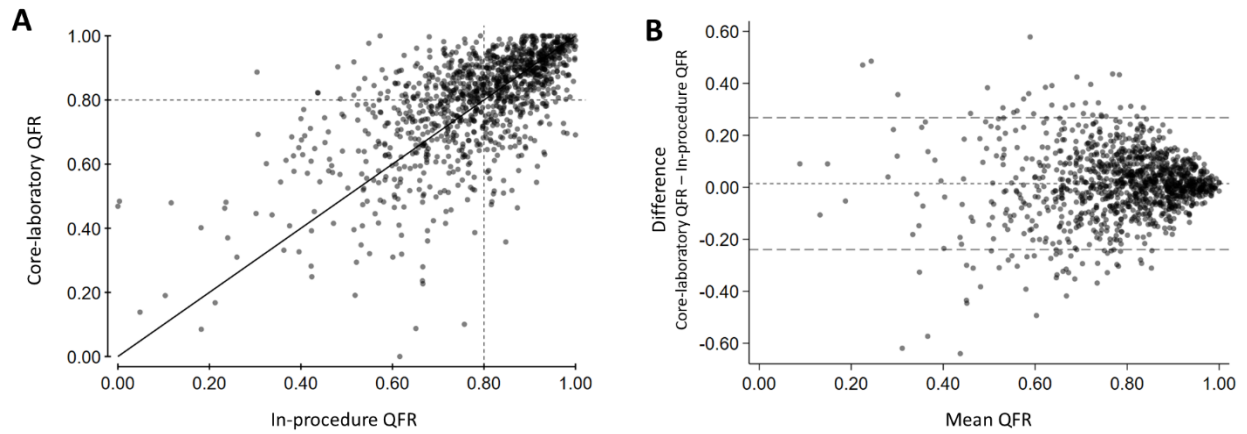 A
Core-laboratory QFR
1.00
0.80
0.60
0.40
0.20
0.00
0.00 0.20 0.40 0.60 0.80 1.00
In-procedure QFR
B
Difference
Core-laboratory QFR – In-procedure QFR
0.60
0.40
0.20
0.00
-0.20
-0.40
-0.60
0.00 0.20 0.40 0.60 0.80 1.00
Mean QFR